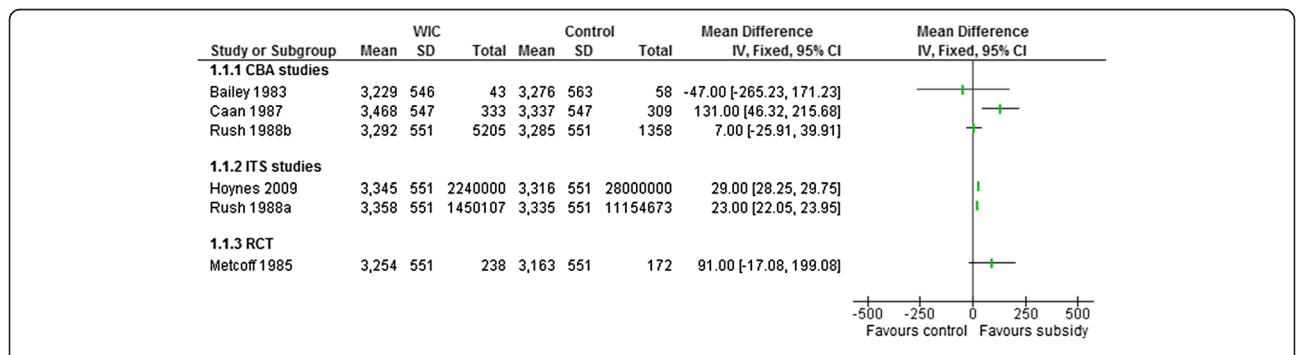 WIC Control Mean Difference Mean Difference
Study or Subgroup Mean SD Total Mean SD Total IV, Fixed, 95% CI IV, Fixed, 95% CI
1.1.1 CBA studies
Bailey 1983 3,229 546 43 3,276 563 58 -47.00 [-265.23, 171.23]
Caan 1987 3,468 547 333 3,337 547 309 131.00 [46.32, 215.68]
Rush 1988b 3,292 551 5205 3,285 551 1358 7.00 [-25.91, 39.91]
1.1.2 ITS studies
Hoynes 2009 3,345 551 2240000 3,316 551 28000000 29.00 [28.25, 29.75]
Rush 1988a 3,358 551 1450107 3,335 551 11154673 23.00 [22.05, 23.95]
1.1.3 RCT
Metcoff 1985 3,254 551 238 3,163 551 172 91.00 [-17.08, 199.08]
-500 -250 0 250 500
Favours control Favours subsidy